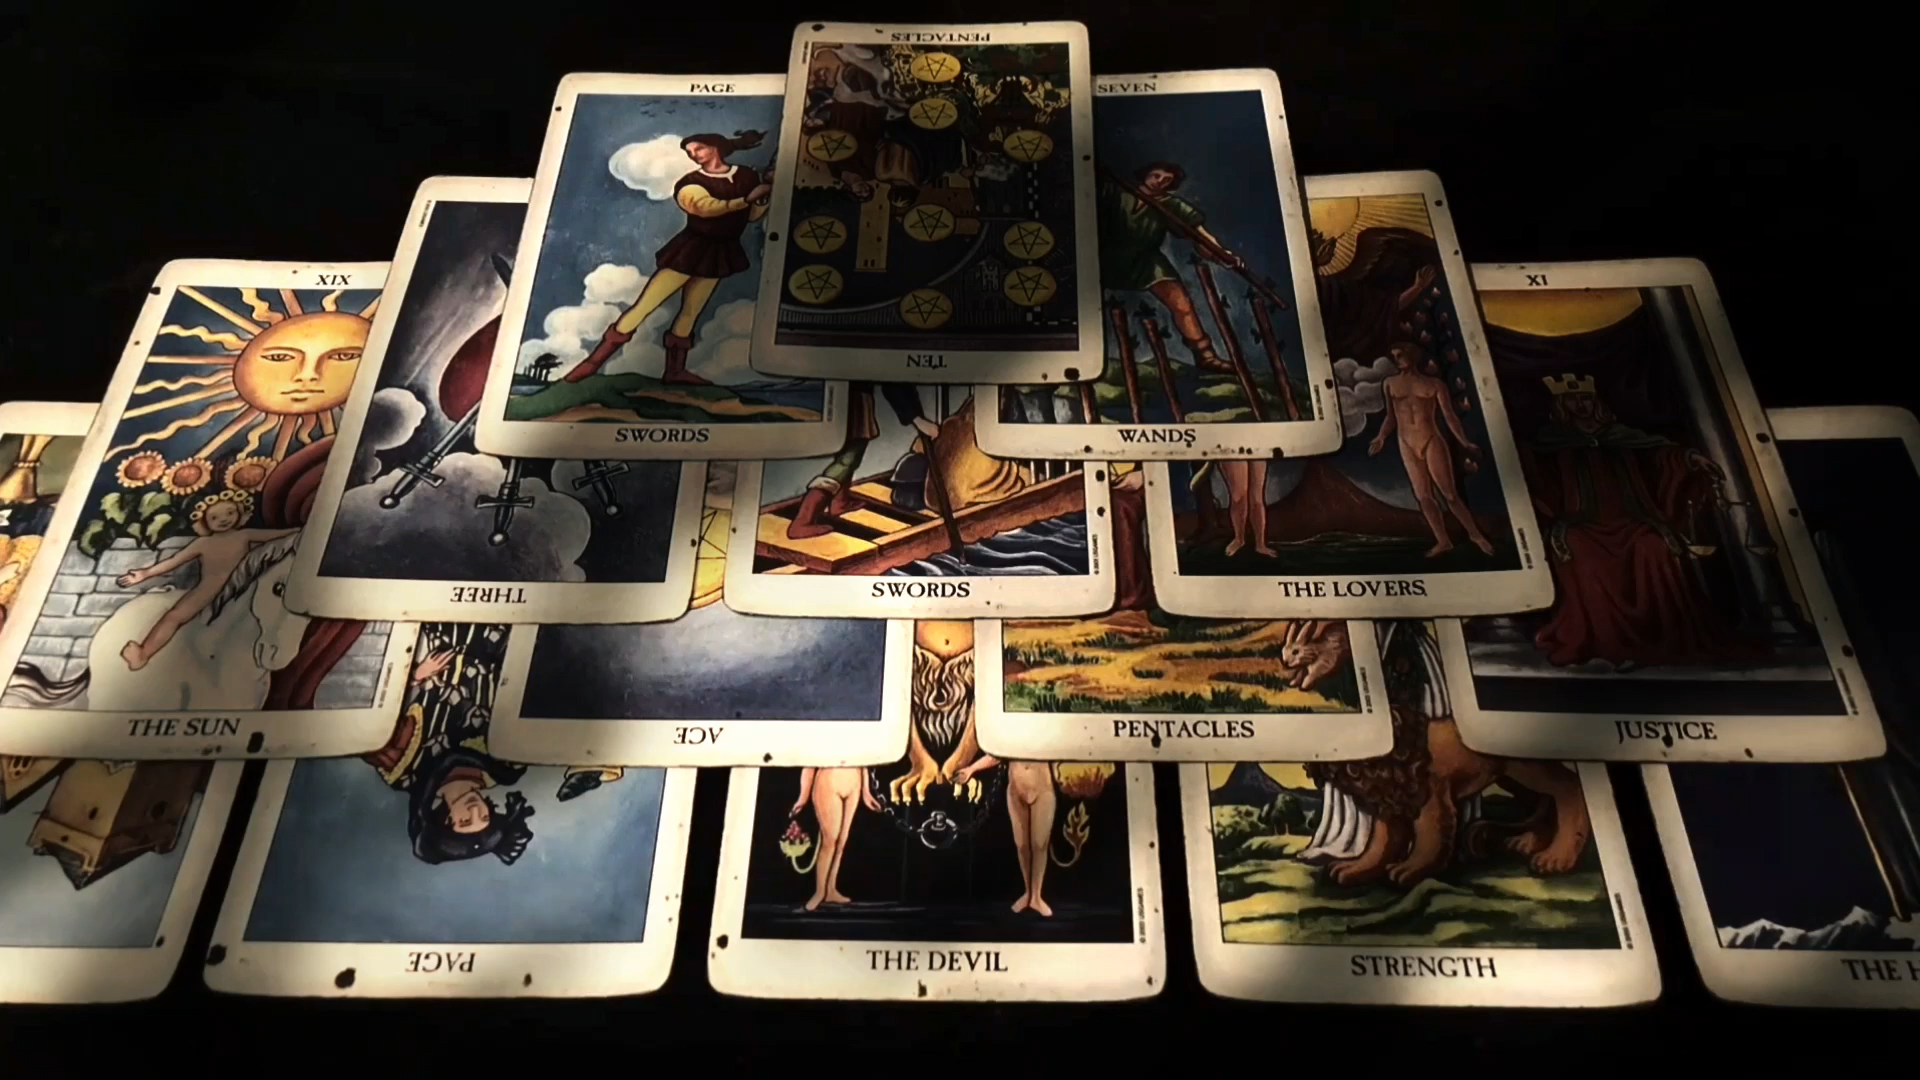 PENTACLES
PAGE
SEVEN
XIX
XI
TEN
SWORDS
WANDS
THREE
SWORDS
THE LOVERS
THE SUN
ACE
PENTACLES
JUSTICE
PAGE
THE DEVIL
STRENGTH
THE H